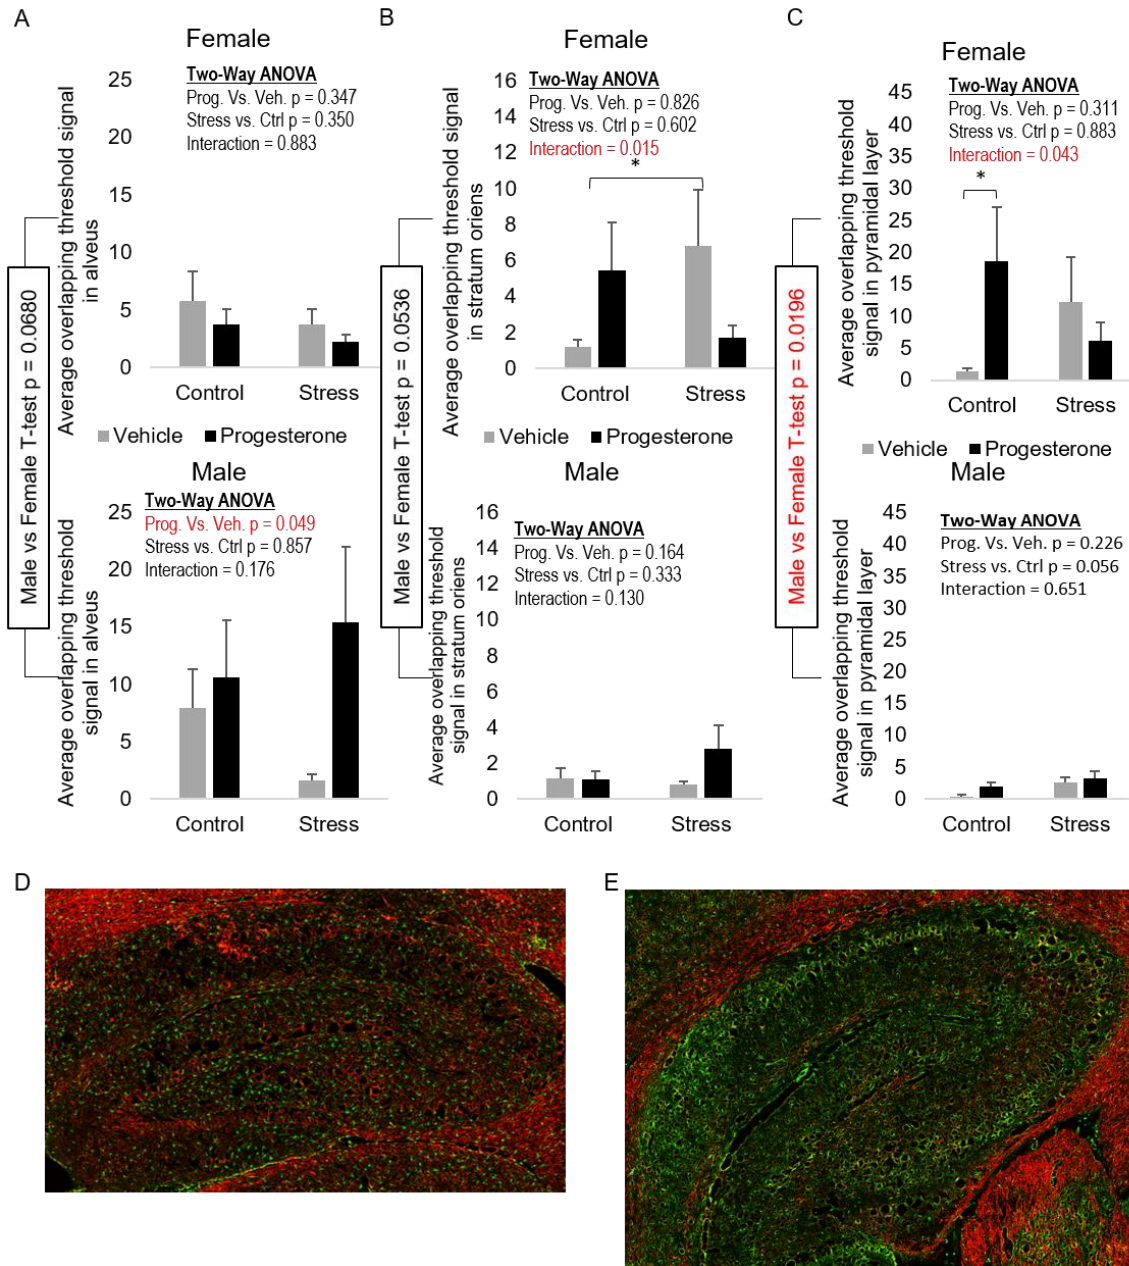 A
Female
Two-Way ANOVA
Prog. Vs. Veh. p = 0.347
Stress vs. Ctrl p = 0.350
Interaction = 0.883
Average overlapping threshold signal
in alveus
25
20
15
10
5
0
Control
Stress
Vehicle
Progesterone
Male vs Female T-test p = 0.0680
Male
Two-Way ANOVA
Prog. Vs. Veh. p = 0.049
Stress vs. Ctrl p = 0.857
Interaction = 0.176
Average overlapping threshold
signal in alveus
25
20
15
10
5
0
Control
Stress
B
Female
Two-Way ANOVA
Prog. Vs. Veh. p = 0.826
Stress vs. Ctrl p = 0.602
Interaction = 0.015
*
Average overlapping threshold signal
in stratum oriens
16
14
12
10
8
6
4
2
0
Control
Stress
Vehicle
Progesterone
Male vs Female T-test p = 0.0536
Male
Two-Way ANOVA
Prog. Vs. Veh. p = 0.164
Stress vs. Ctrl p = 0.333
Interaction = 0.130
Average overlapping threshold
signal in stratum oriens
16
14
12
10
8
6
4
2
0
Control
Stress
C
Female
Two-Way ANOVA
Prog. Vs. Veh. p = 0.311
Stress vs. Ctrl p = 0.883
Interaction = 0.043
*
Average overlapping threshold
signal in pyramidal layer
45
40
35
30
25
20
15
10
5
0
Control
Stress
Vehicle
Progesterone
Male vs Female T-test p = 0.0196
Male
Two-Way ANOVA
Prog. Vs. Veh. p = 0.226
Stress vs. Ctrl p = 0.056
Interaction = 0.651
Average overlapping threshold
signal in pyramidal layer
45
40
35
30
25
20
15
10
5
0
Control
Stress
D
E